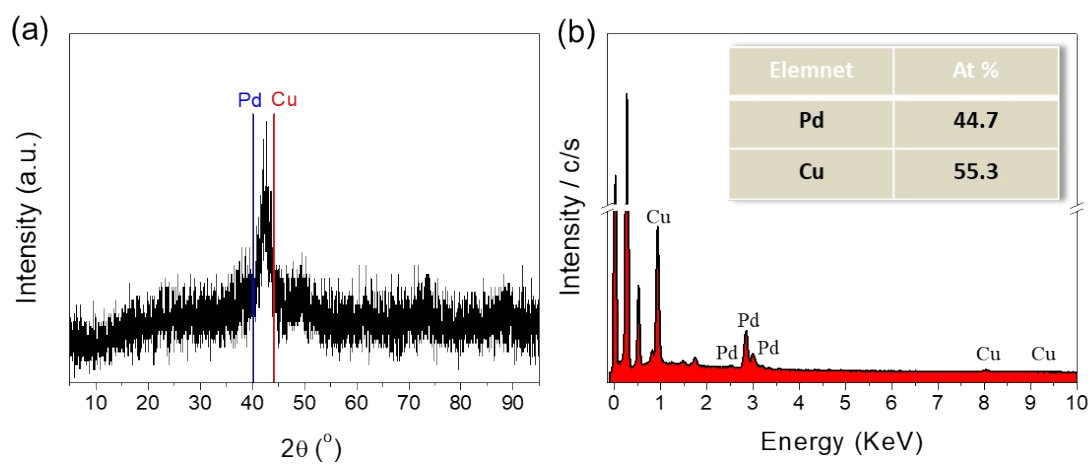 (a)
Pd Cu
Intensity (a.u.)
10 20 30 40 50 60 70 80 90
2θ (°)
(b)
Elemnet At %
Pd 44.7
Cu 55.3
Intensity / c/s
Cu
Pd
Pd Pd
Cu Cu
0 1 2 3 4 5 6 7 8 9 10
Energy (KeV)